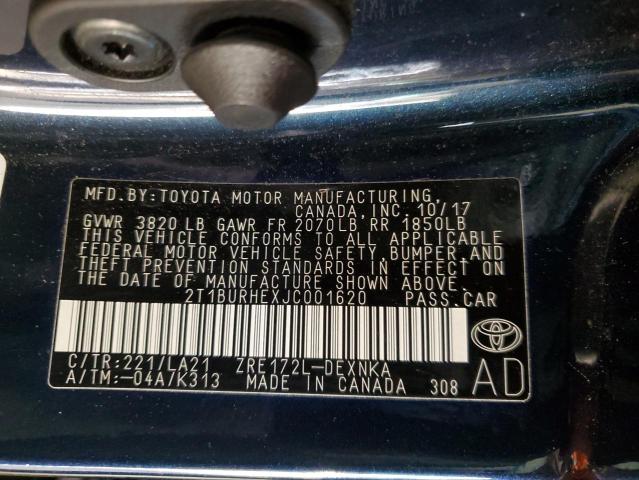 MFD.BY:TOYOTA MOTOR MANUFACTURING,
CANADA, INC. 10/17
GVWR 3820 LB GAWR FR 2070LB RR 1850LB
THIS VEHICLE CONFORMS TO ALL APPLICABLE
FEDERAL MOTOR VEHICLE SAFETY, BUMPER, AND
THEFT PREVENTION STANDARDS IN EFFECT ON
THE DATE OF MANUFACTURE SHOWN ABOVE.
2T1BURHEXJC001620 PASS.CAR
C/TR:221/LA21 ZRE172L-DEXNKA
A/TM:-04A/K313 MADE IN CANADA 308 AD